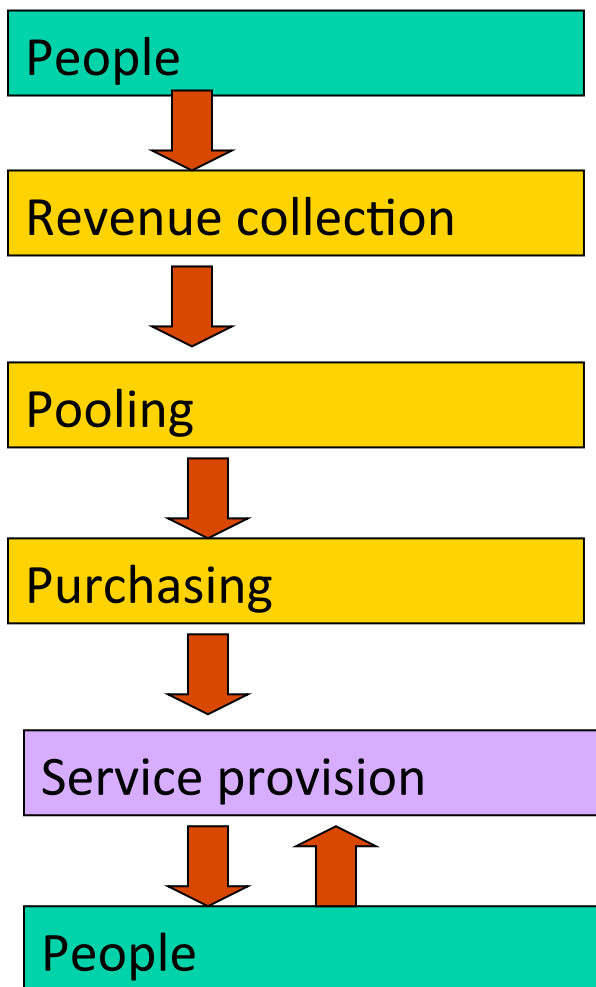 People
Revenue collection
Pooling
Purchasing
Service provision
People